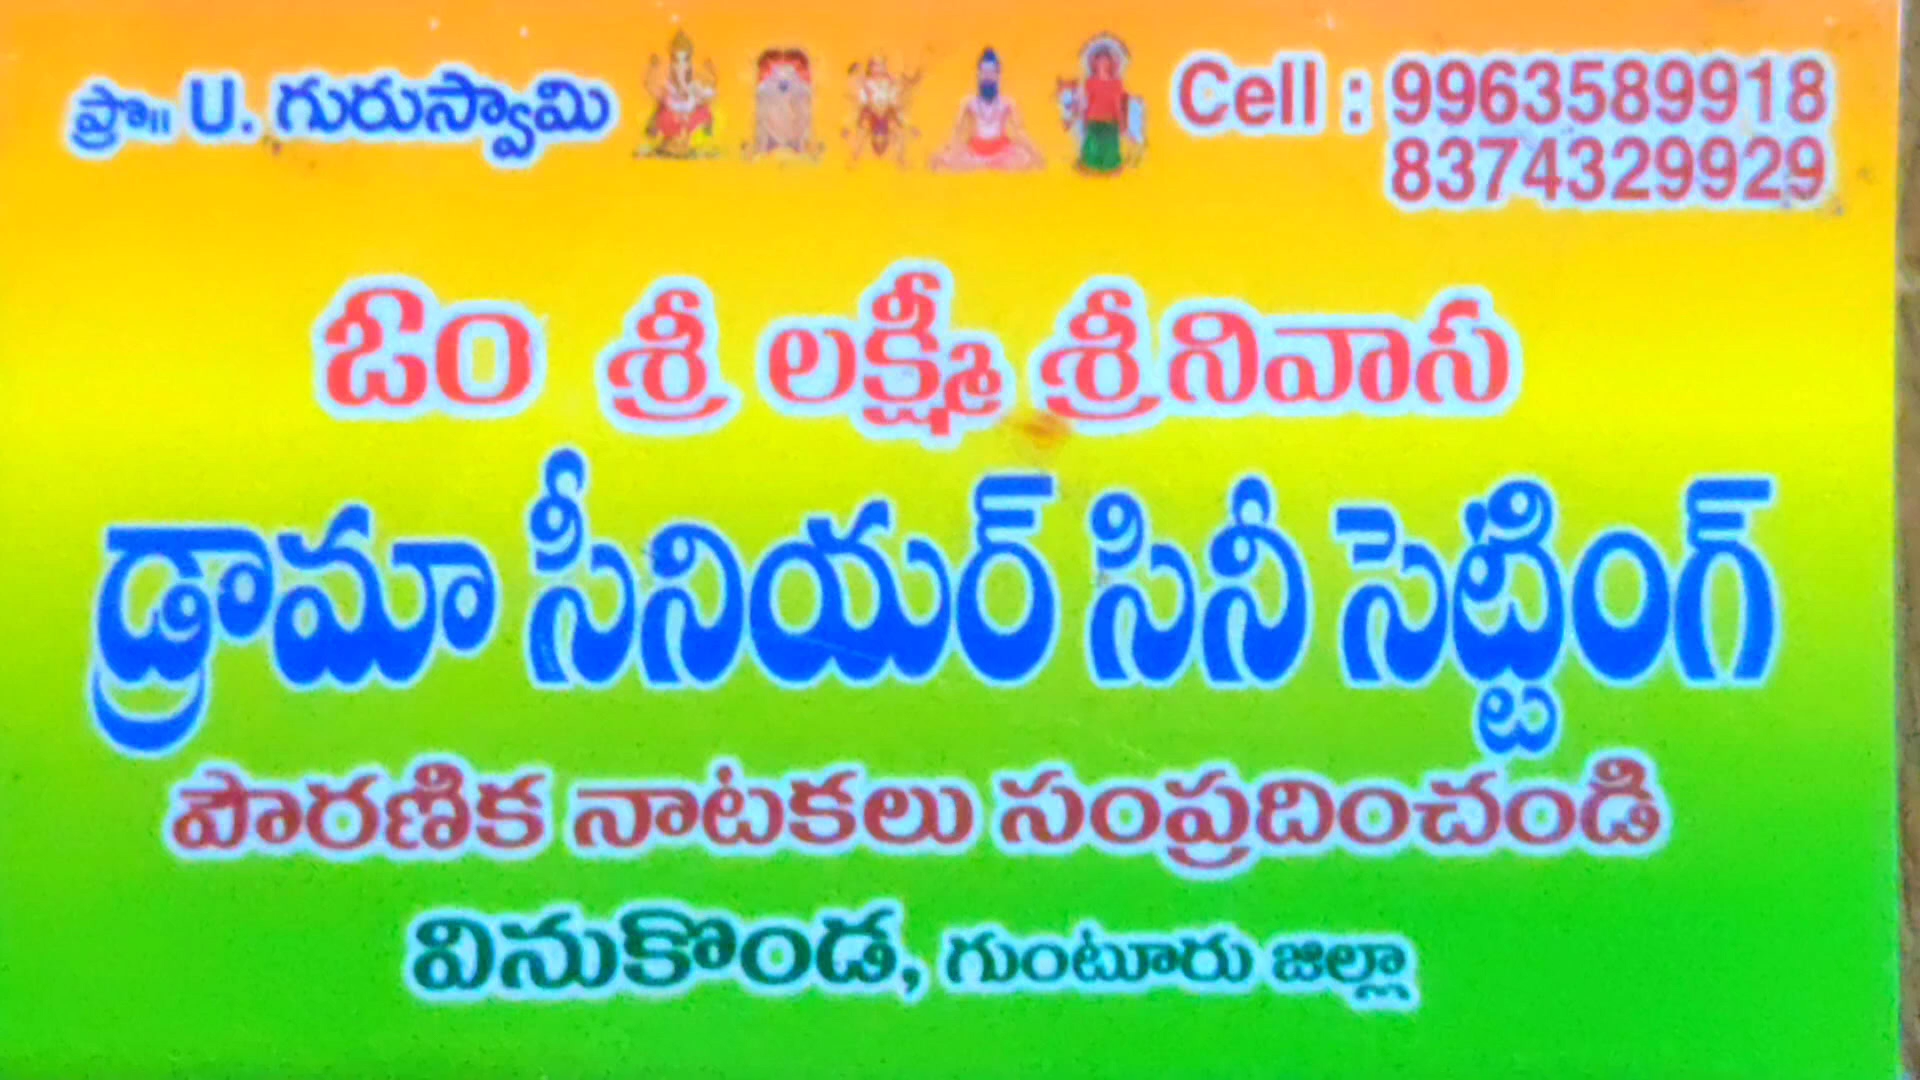 ప్రొ॥ U. గురుస్వామి Cell : 9963589918
8374329929
ఓం శ్రీ లక్ష్మీ శ్రీనివాస
డ్రామా సీనియర్ సినీ సెట్టింగ్
పౌరణిక నాటకలు సంప్రదించండి
వినుకొండ, గుంటూరు జిల్లా